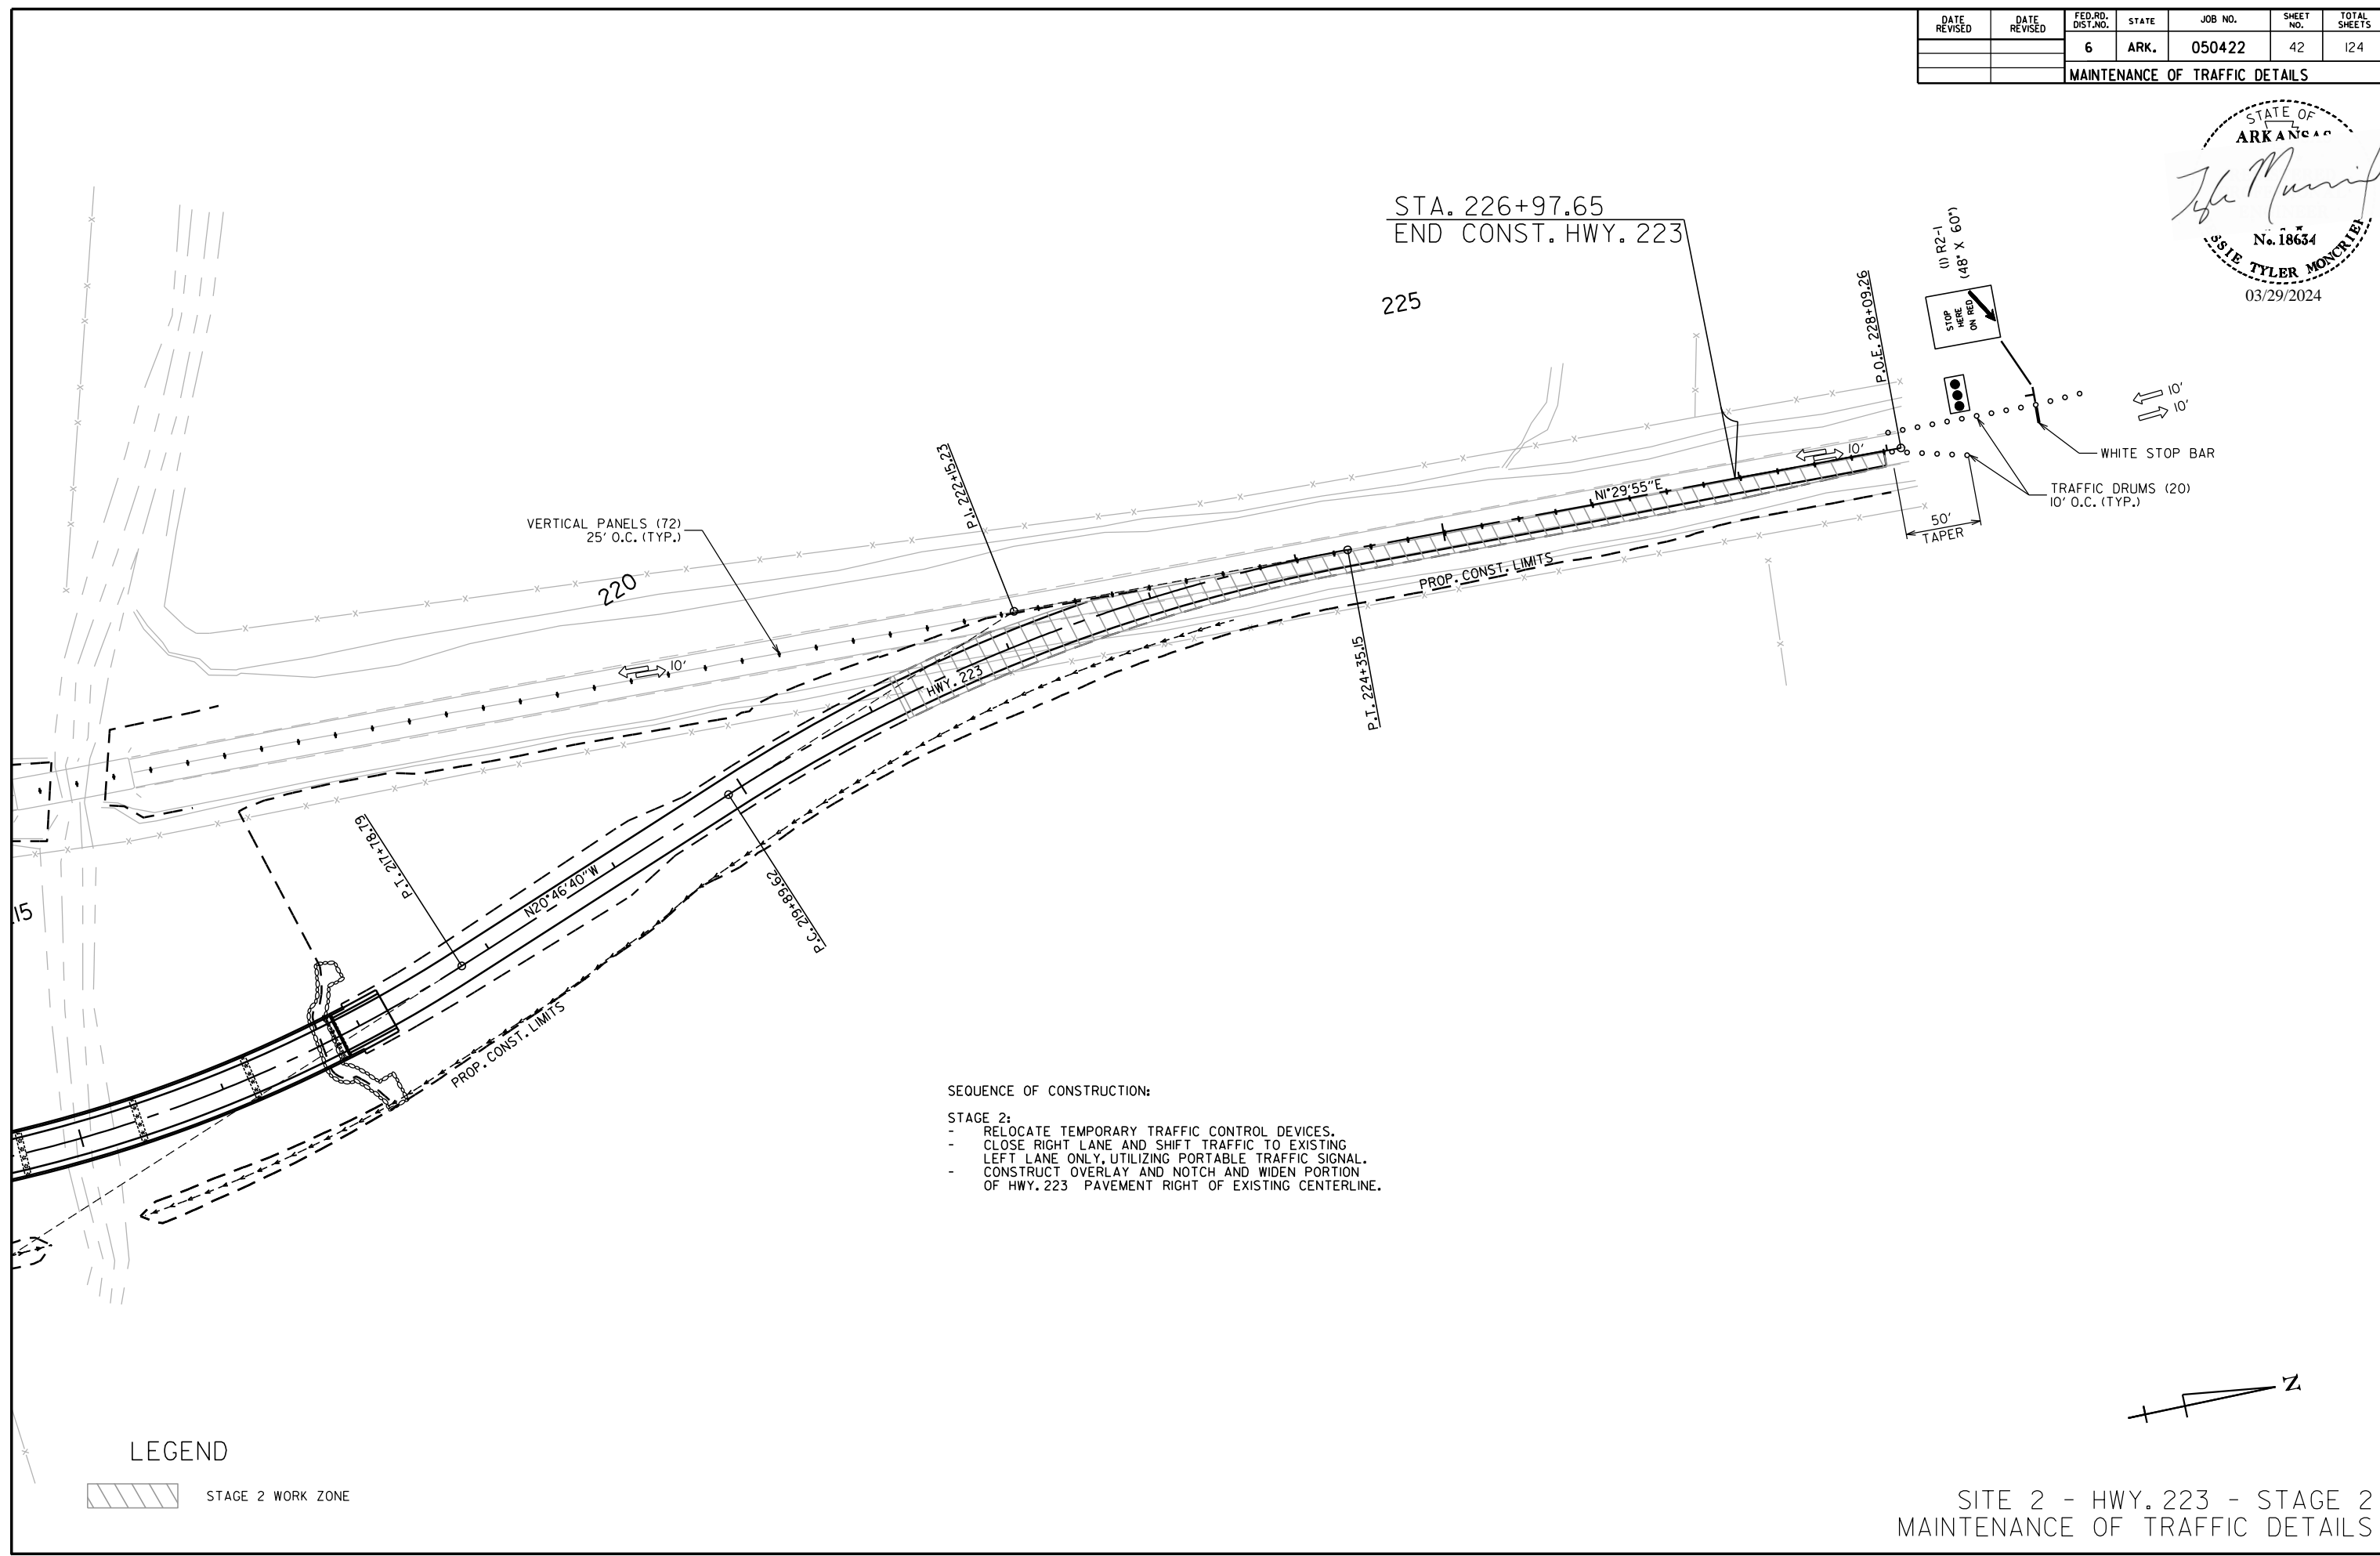 DATE REVISED
DATE REVISED
FED.RD. DIST.NO.
STATE
JOB NO.
SHEET NO.
TOTAL SHEETS
6
ARK.
050422
42
124
MAINTENANCE OF TRAFFIC DETAILS
STATE OF
ARKANSAS
No. 18634
SSIE TYLER MONCRIEF
03/29/2024
STA. 226+97.65
END CONST. HWY. 223
225
P.O.E. 228+09.26
(1) R2-1
(48" X 60")
STOP
HERE
ON RED
10'
10'
WHITE STOP BAR
TRAFFIC DRUMS (20)
10' O.C. (TYP.)
50'
TAPER
10'
N1°29'55"E
PROP. CONST. LIMITS
P.I. 222+15.23
VERTICAL PANELS (72)
25' O.C. (TYP.)
220
10'
HWY. 223
P.T. 224+35.15
P.T. 217+78.79
N20°46'40"W
P.C. 219+89.62
15
PROP. CONST. LIMITS
SEQUENCE OF CONSTRUCTION:
STAGE 2:
- RELOCATE TEMPORARY TRAFFIC CONTROL DEVICES.
- CLOSE RIGHT LANE AND SHIFT TRAFFIC TO EXISTING
LEFT LANE ONLY, UTILIZING PORTABLE TRAFFIC SIGNAL.
- CONSTRUCT OVERLAY AND NOTCH AND WIDEN PORTION
OF HWY. 223 PAVEMENT RIGHT OF EXISTING CENTERLINE.
N
LEGEND
STAGE 2 WORK ZONE
SITE 2 - HWY. 223 - STAGE 2
MAINTENANCE OF TRAFFIC DETAILS